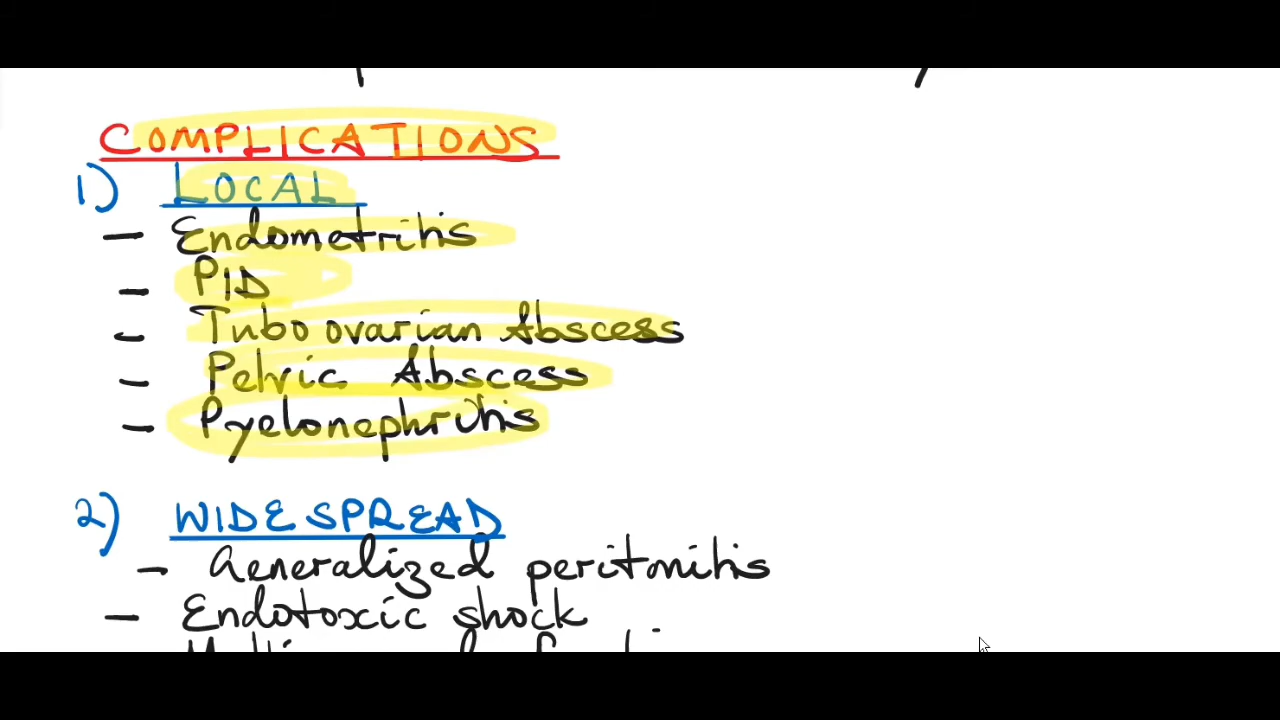 COMPLICATIONS
1) LOCAL
- Endometritis
- PID
- Tubo ovarian Abscess
- Pelvic Abscess
- Pyelonephritis
2) WIDESPREAD
- Generalized peritonitis
- Endotoxic shock